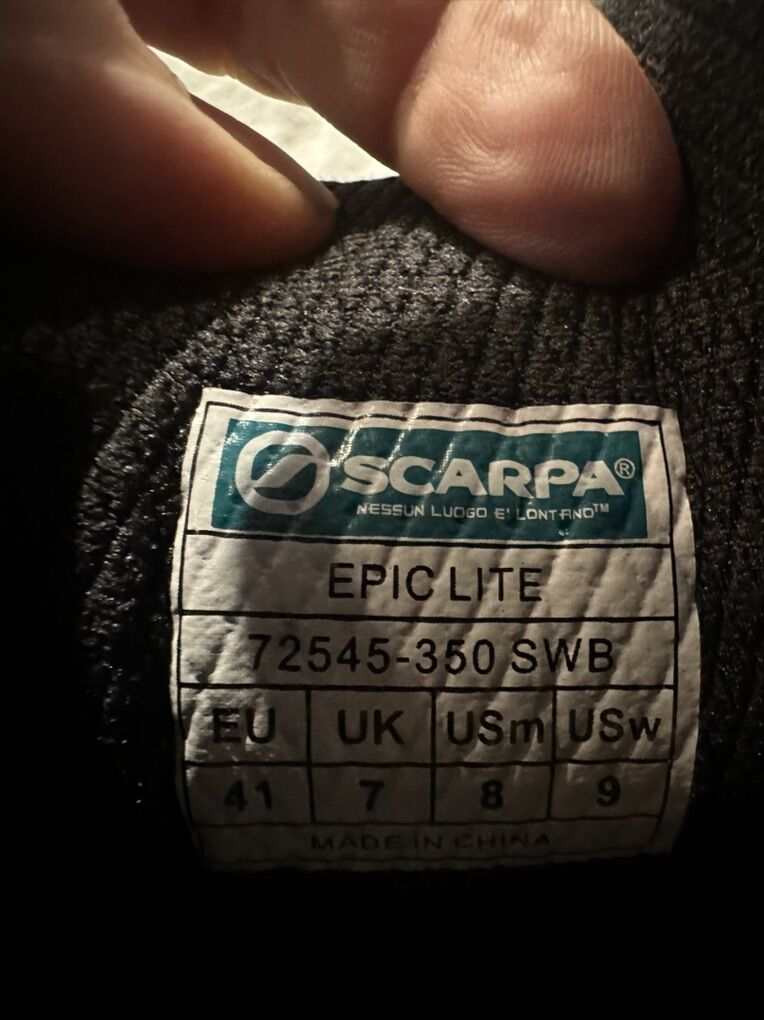 SCARPA®
NESSUN LUOGO E' LONTANO™
EPIC LITE
72545-350 SWB
EU UK USm USw
41 7 8 9
MADE IN CHINA